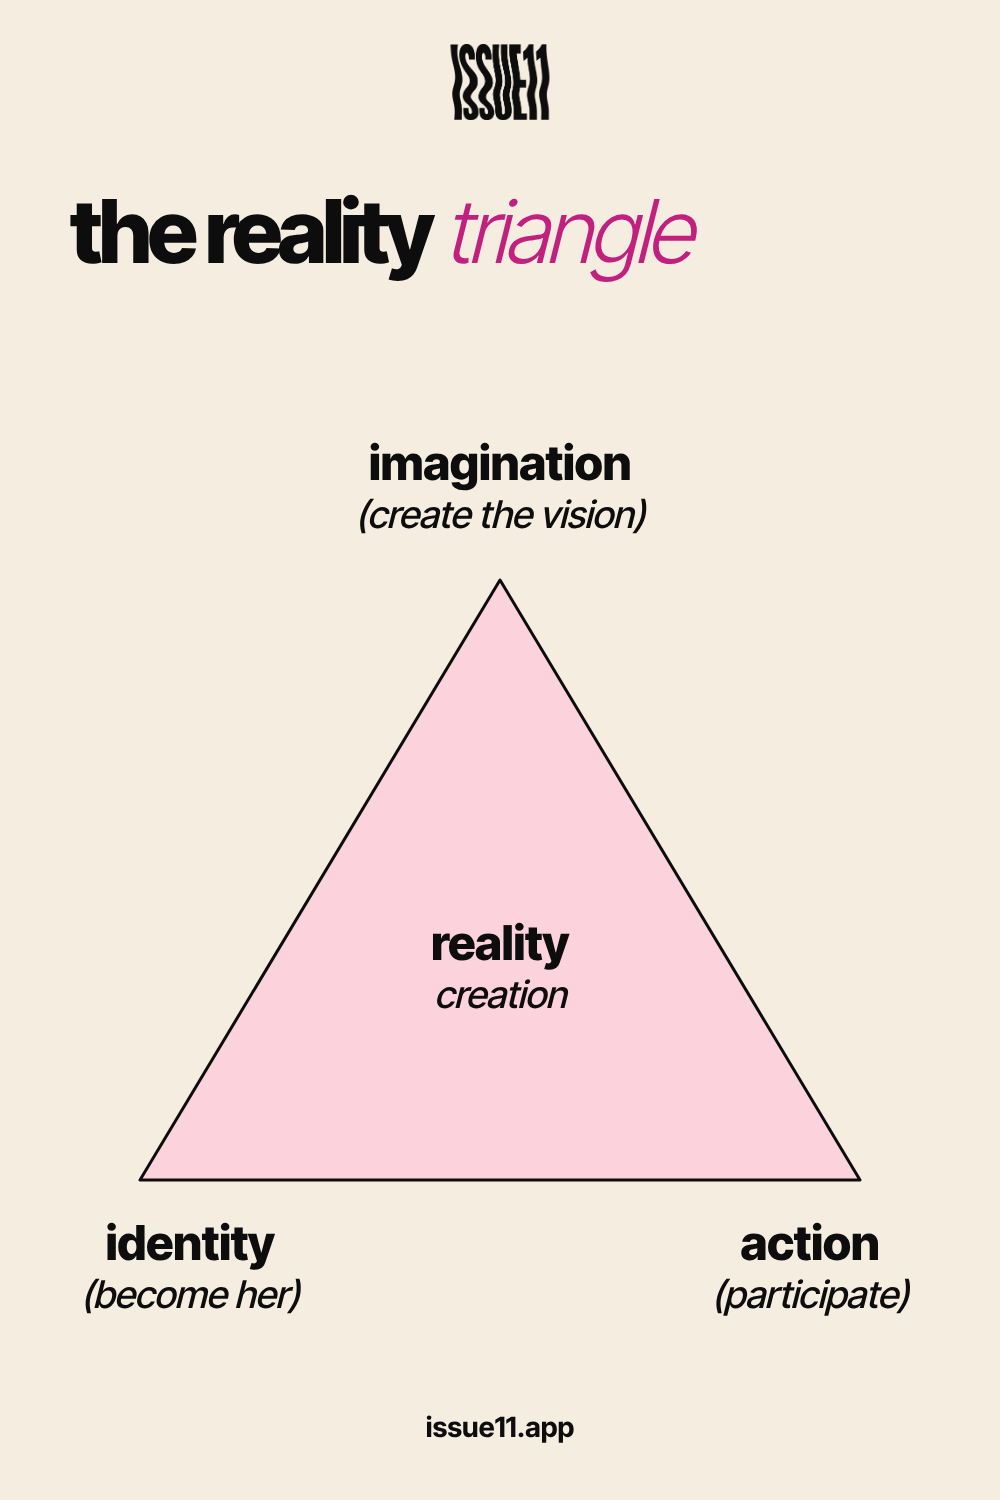 ISSUE11
the reality triangle
imagination
(create the vision)
reality
creation
identity
(become her)
action
(participate)
issue11.app